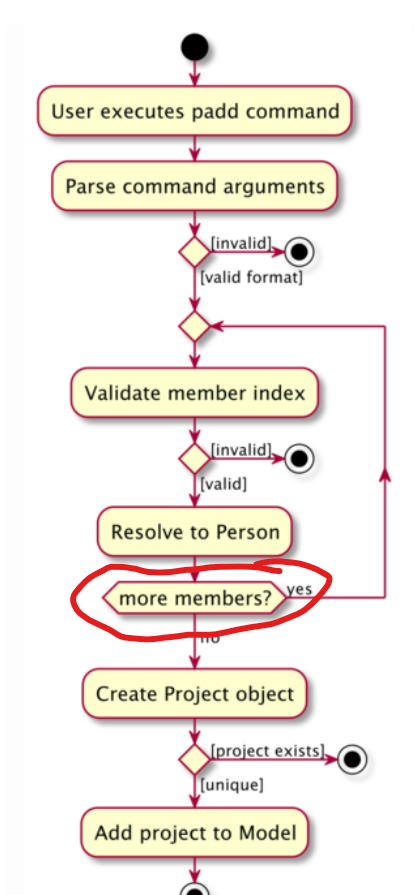 User executes padd command
Parse command arguments
[invalid]
[valid format]
Validate member index
[invalid]
[valid]
Resolve to Person
more members?
yes
no
Create Project object
[project exists]
[unique]
Add project to Model